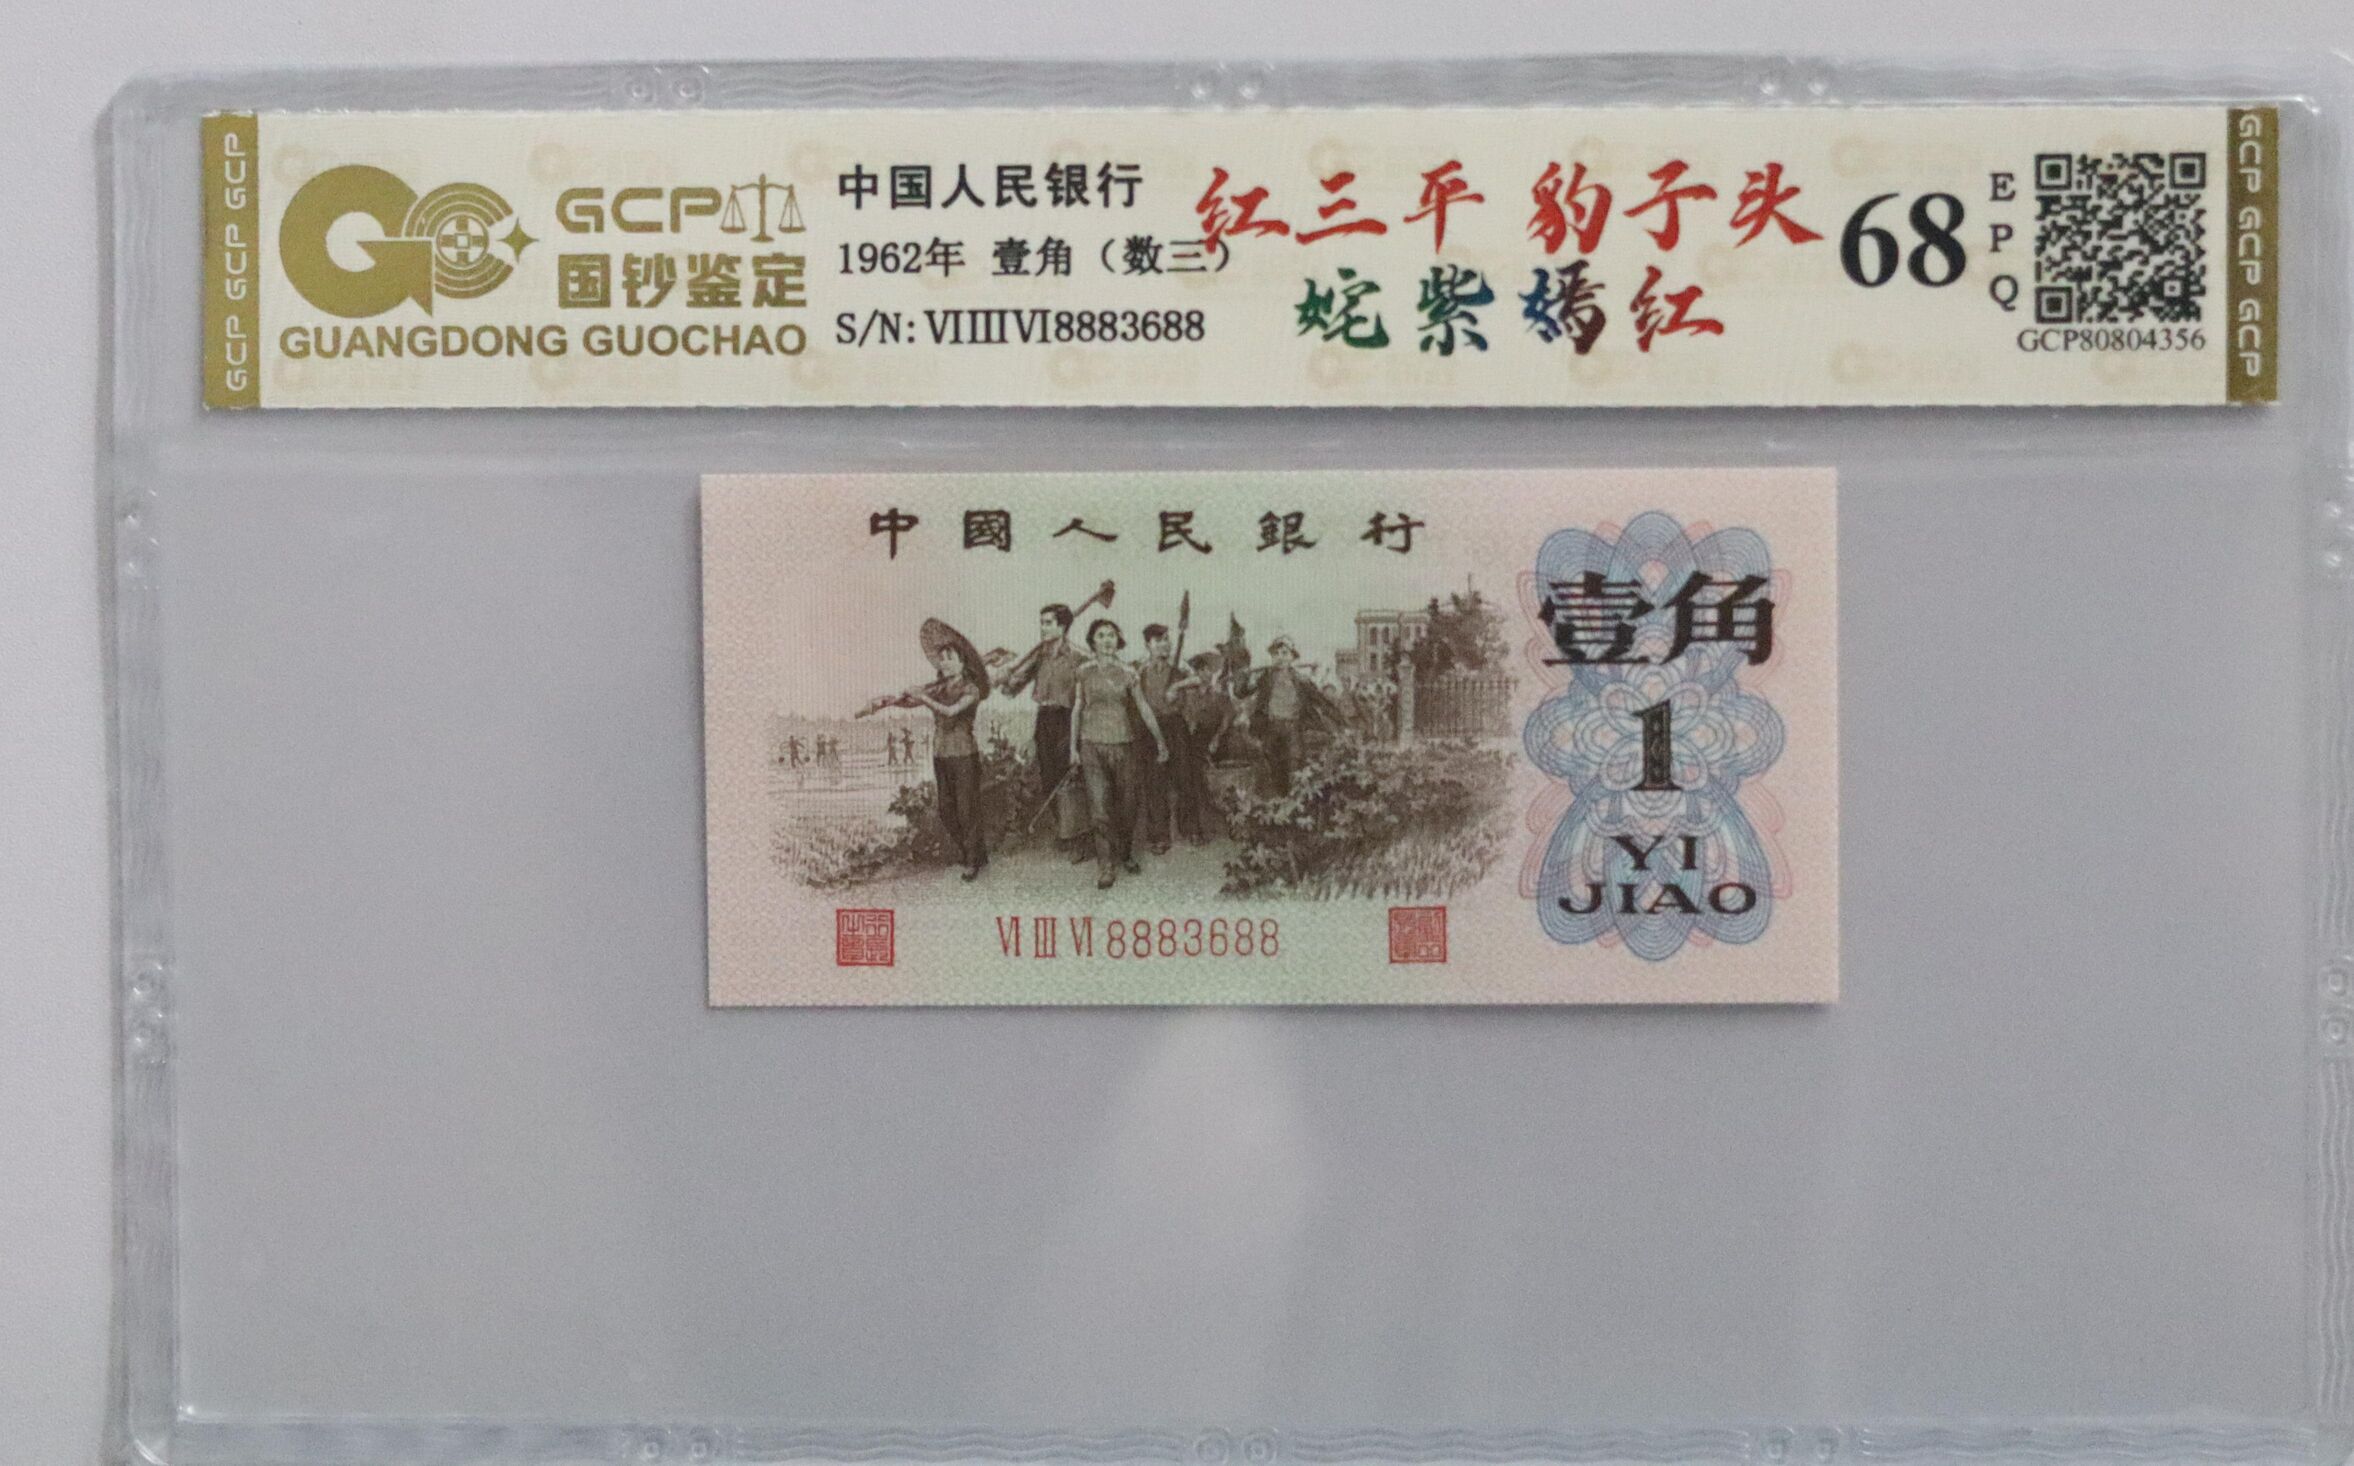 GCP GCP GCP
GCP
国钞鉴定
GUANGDONG GUOCHAO
中国人民银行
1962年 壹角（数三）
S/N: VIIIIVI8883688
红三平 豹子头
姹紫嫣红
68
EPQ
GCP80804356
GCP GCP GCP
中國人民銀行
壹角
1
YI
JIAO
VI III VI 8883688